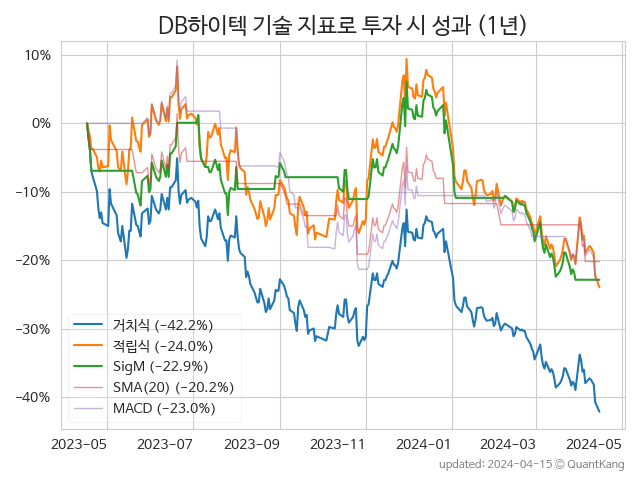 DB하이텍 기술 지표로 투자 시 성과 (1년)
10%
0%
−10%
−20%
−30%
−40%
거치식 (−42.2%)
적립식 (−24.0%)
SigM (−22.9%)
SMA(20) (−20.2%)
MACD (−23.0%)
2023-05 2023-07 2023-09 2023-11 2024-01 2024-03 2024-05
updated: 2024-04-15 © QuantKang